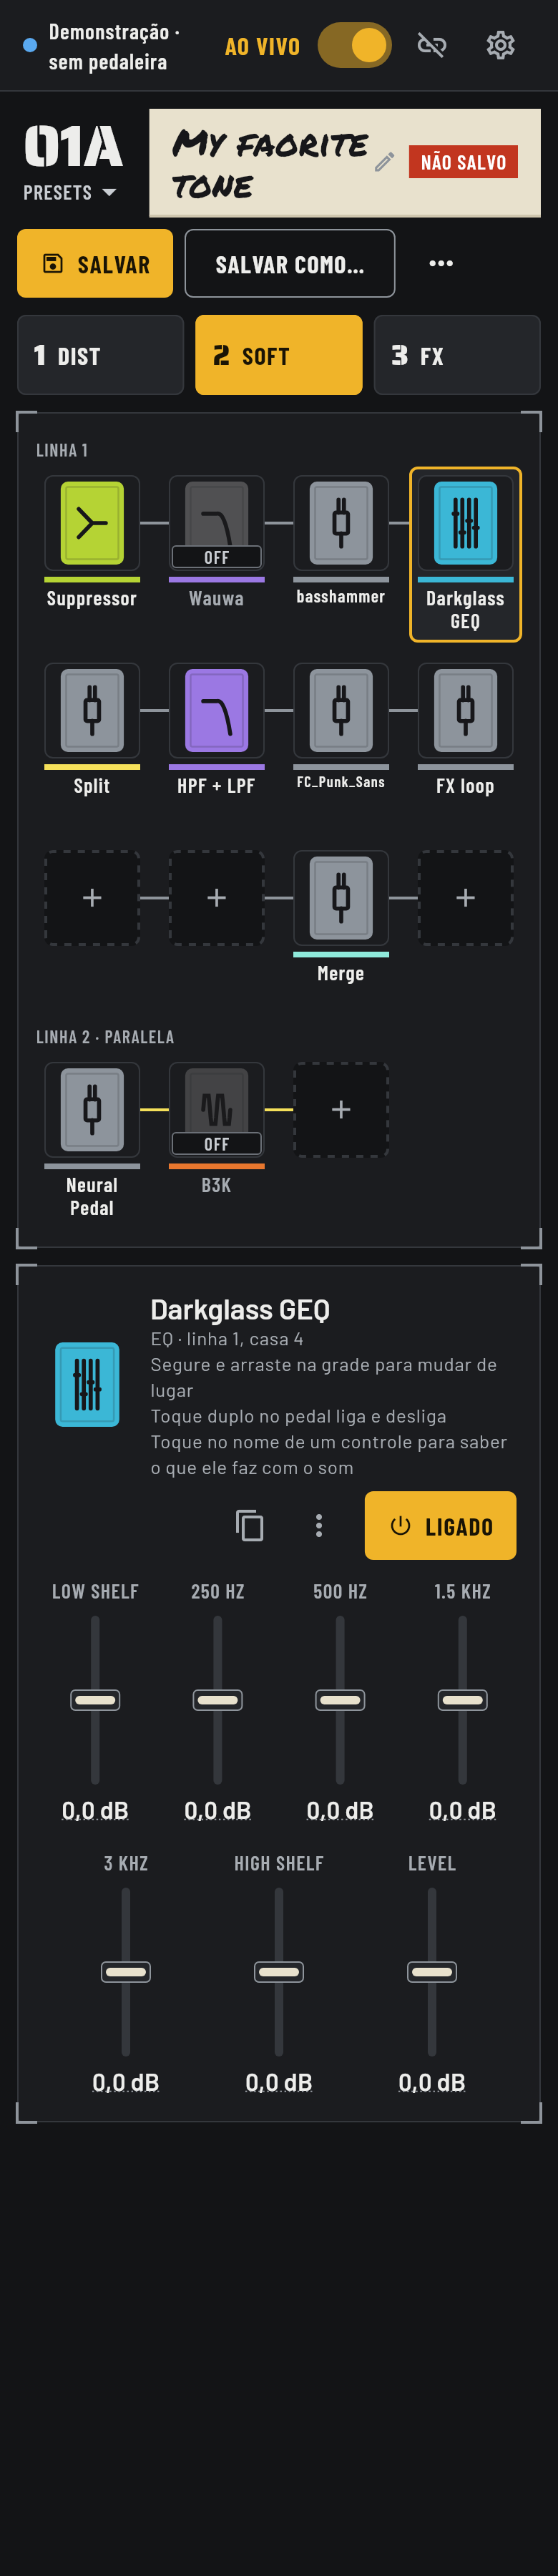 Demonstração ·
sem pedaleira
AO VIVO
01A
PRESETS
My faorite
tone
NÃO SALVO
SALVAR
SALVAR COMO...
1 DIST
2 SOFT
3 FX
LINHA 1
OFF
Suppressor
Wauwa
basshammer
Darkglass
GEQ
Split
HPF + LPF
FC_Punk_Sans
FX loop
Merge
LINHA 2 · PARALELA
OFF
Neural
Pedal
B3K
Darkglass GEQ
EQ · linha 1, casa 4
Segure e arraste na grade para mudar de
lugar
Toque duplo no pedal liga e desliga
Toque no nome de um controle para saber
o que ele faz com o som
LIGADO
LOW SHELF
250 HZ
500 HZ
1.5 KHZ
0,0 dB
0,0 dB
0,0 dB
0,0 dB
3 KHZ
HIGH SHELF
LEVEL
0,0 dB
0,0 dB
0,0 dB